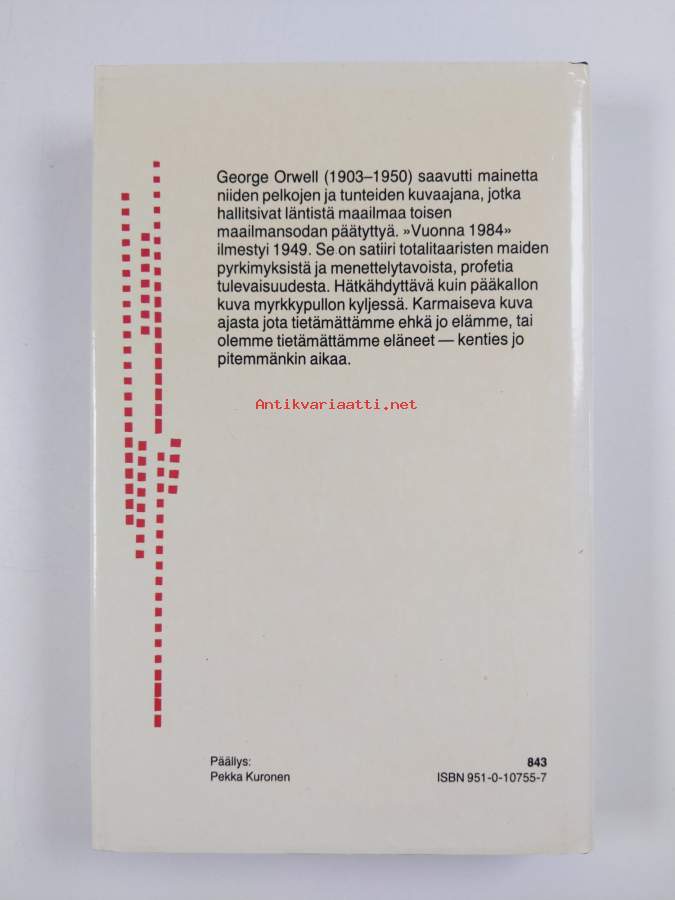 George Orwell (1903–1950) saavutti mainetta
niiden pelkojen ja tunteiden kuvaajana, jotka
hallitsivat läntistä maailmaa toisen
maailmansodan päätyttyä. »Vuonna 1984»
ilmestyi 1949. Se on satiiri totalitaaristen maiden
pyrkimyksistä ja menettelytavoista, profetia
tulevaisuudesta. Hätkähdyttävä kuin pääkallon
kuva myrkkypullon kyljessä. Karmaiseva kuva
ajasta jota tietämättämme ehkä jo elämme, tai
olemme tietämättämme eläneet — kenties jo
pitemmänkin aikaa.
Antikvariaatti.net
Päällys:
Pekka Kuronen
843
ISBN 951-0-10755-7